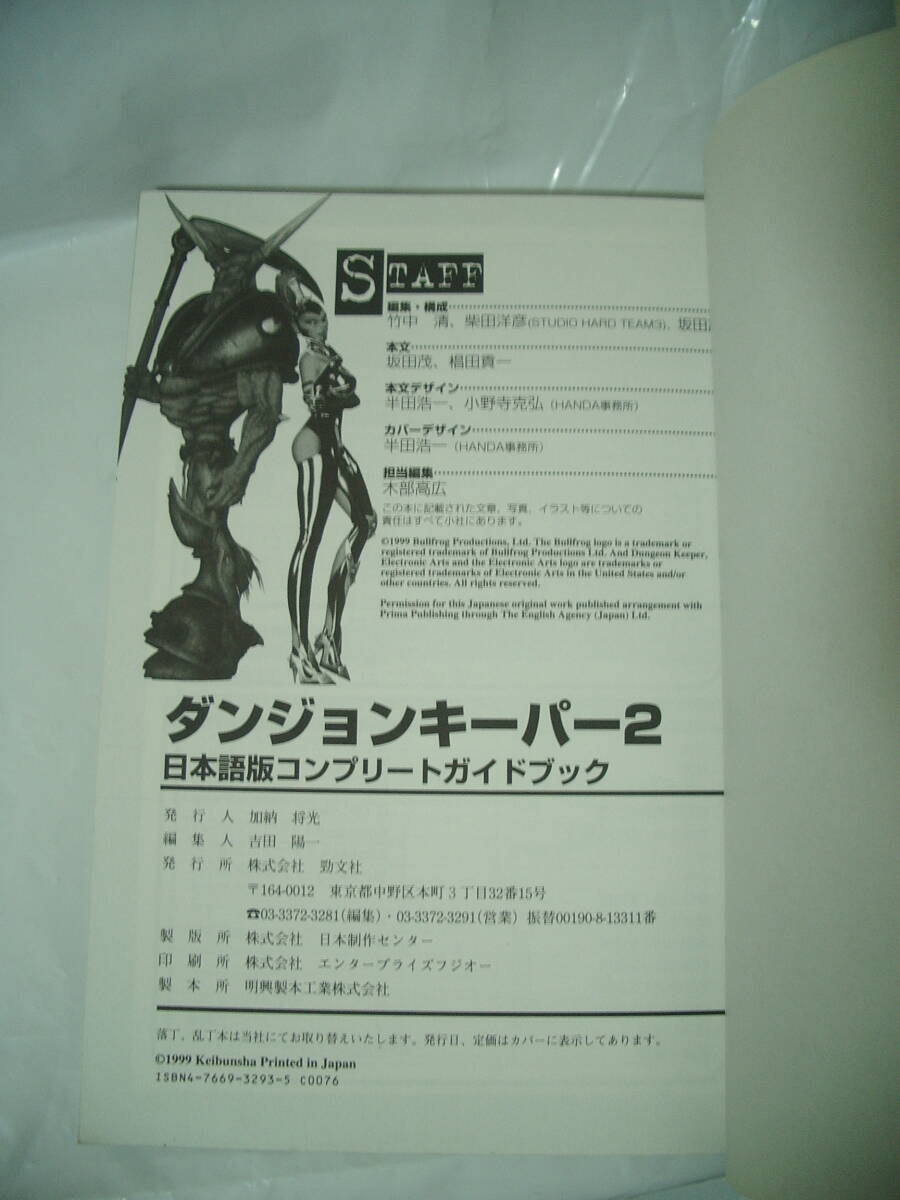 STAFF
編集・構成
竹中 清、柴田洋彦(STUDIO HARD TEAM3)、坂田
本文
坂田茂、椙田貢一
本文デザイン
半田浩一、小野寺克弘(HANDA事務所)
カバーデザイン
半田浩一(HANDA事務所)
担当編集
木部高広
この本に記載された文章、写真、イラスト等についての
責任はすべて小社にあります。
©1999 Bullfrog Productions, Ltd. The Bullfrog logo is a trademark or
registered trademark of Bullfrog Productions Ltd. And Dungeon Keeper,
Electronic Arts and the Electronic Arts logo are trademarks or
registered trademarks of Electronic Arts in the United States and/or
other countries. All rights reserved.
Permission for this Japanese original work published arrangement with
Prima Publishing through The English Agency (Japan) Ltd.
ダンジョンキーパー2
日本語版コンプリートガイドブック
発行人 加納 将光
編集人 吉田 陽一
発行所 株式会社 勁文社
〒164-0012 東京都中野区本町3丁目32番15号
☎03-3372-3281(編集)・03-3372-3291(営業) 振替00190-8-13311番
製版所 株式会社 日本制作センター
印刷所 株式会社 エンタープライズフジオー
製本所 明興製本工業株式会社
落丁、乱丁本は当社にてお取り替えいたします。発行日、定価はカバーに表示してあります。
©1999 Keibunsha Printed in Japan
ISBN4-7669-3293-5 C0076